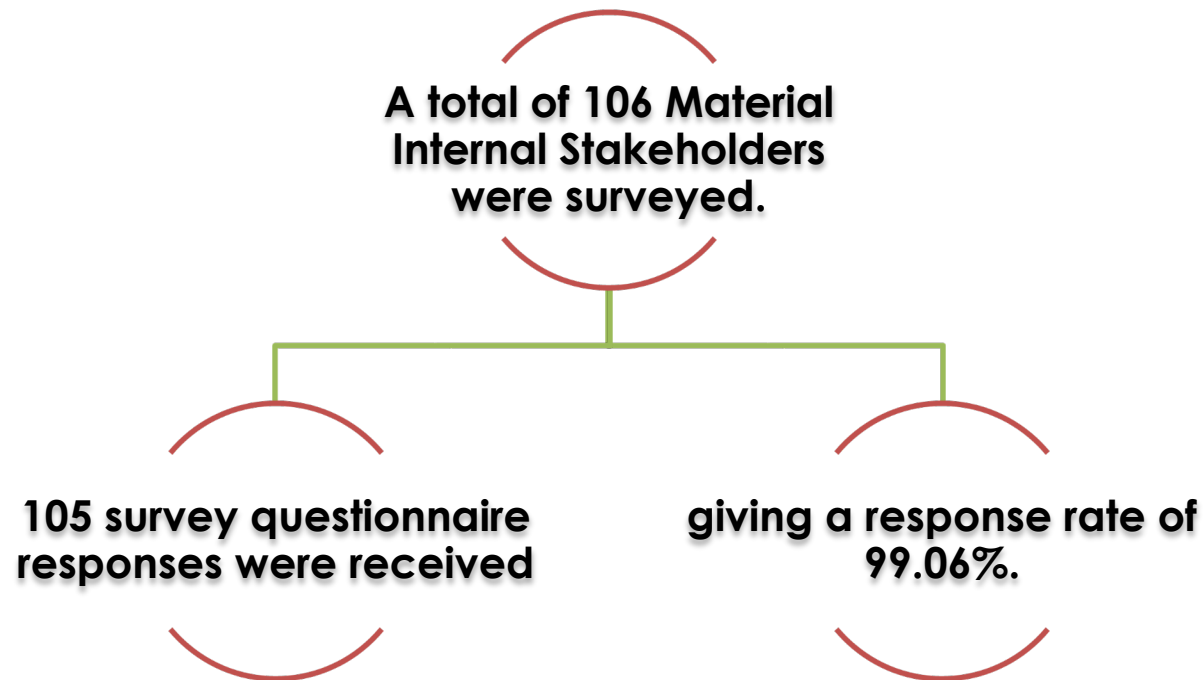 A total of 106 Material
Internal Stakeholders
were surveyed.
105 survey questionnaire
responses were received
giving a response rate of
99.06%.